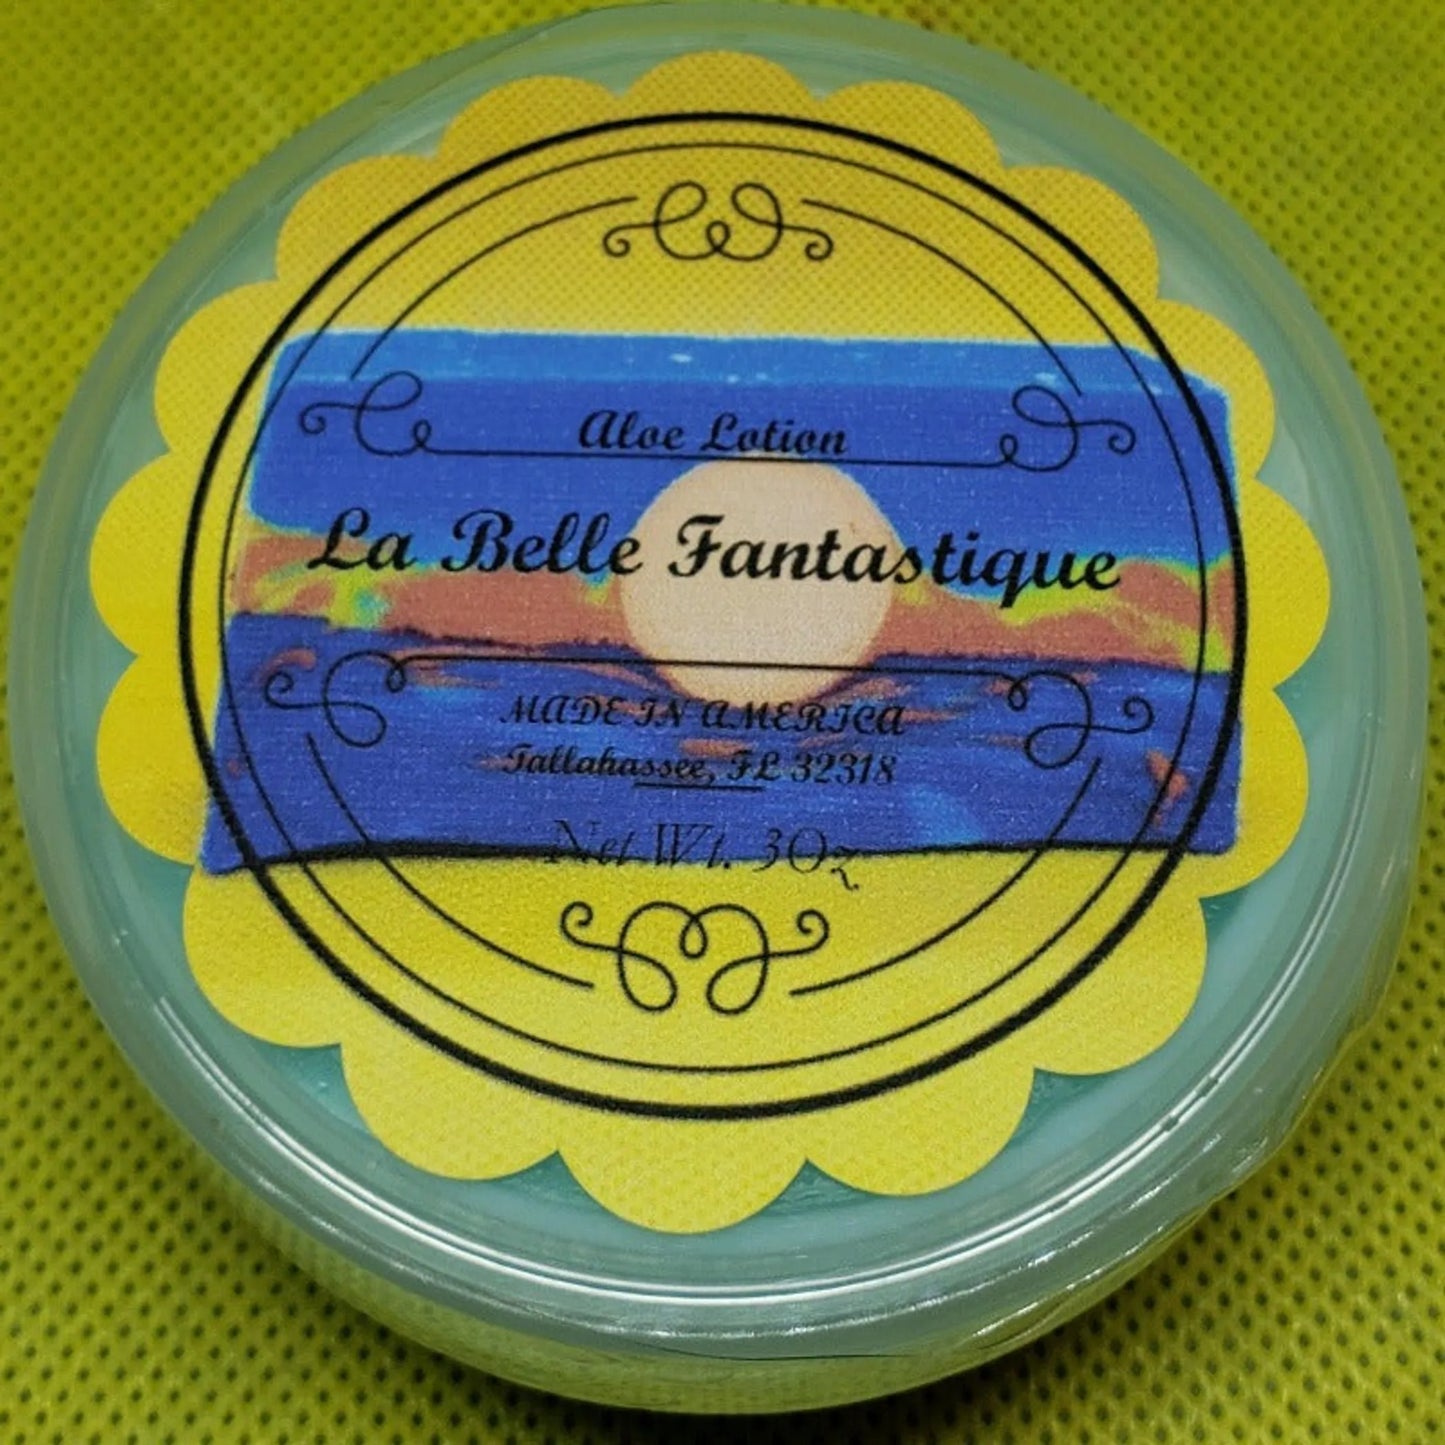 Aloe Lotion
La Belle Fantastique
MADE IN AMERICA
Tallahassee, FL 32318
Net Wt. 3Oz